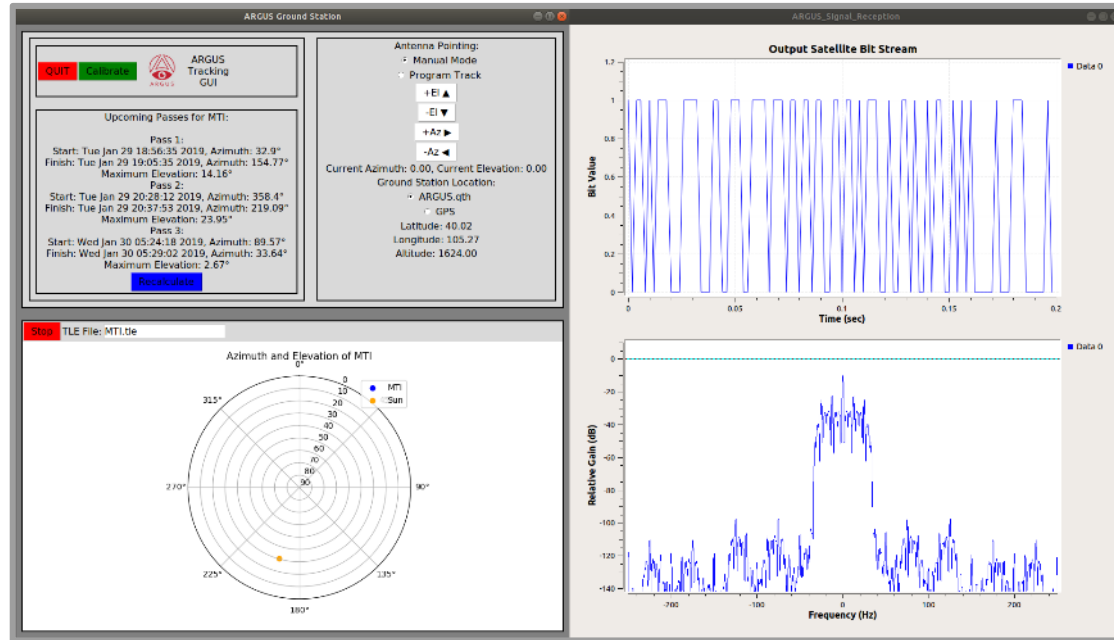 ARGUS Ground Station
QUIT
Calibrate
ARGUS
ARGUS
Tracking
GUI
Upcoming Passes for MTI:
Pass 1:
Start: Tue Jan 29 18:56:35 2019, Azimuth: 32.9°
Finish: Tue Jan 29 19:05:35 2019, Azimuth: 154.77°
Maximum Elevation: 14.16°
Pass 2:
Start: Tue Jan 29 20:28:12 2019, Azimuth: 358.4°
Finish: Tue Jan 29 20:37:53 2019, Azimuth: 219.09°
Maximum Elevation: 23.95°
Pass 3:
Start: Wed Jan 30 05:24:18 2019, Azimuth: 89.57°
Finish: Wed Jan 30 05:29:02 2019, Azimuth: 33.64°
Maximum Elevation: 2.67°
Recalculate
Antenna Pointing:
Manual Mode
Program Track
+El ▲
-El ▼
+Az ▶
-Az ◀
Current Azimuth: 0.00, Current Elevation: 0.00
Ground Station Location:
ARGUS.qth
GPS
Latitude: 40.02
Longitude: 105.27
Altitude: 1624.00
Stop TLE File: MTI.tle
Azimuth and Elevation of MTI
0°
315°
270°
225°
180°
135°
90°
0
10
20
30
40
50
60
70
80
90
MTI
Sun
ARGUS_Signal_Reception
Output Satellite Bit Stream
Data 0
Bit Value
1.2
1
0.8
0.6
0.4
0.2
0
0 0.05 0.1 0.15 0.2
Time (sec)
Data 0
Relative Gain (dB)
0
-20
-40
-60
-80
-100
-120
-140
-200 -100 0 100 200
Frequency (Hz)